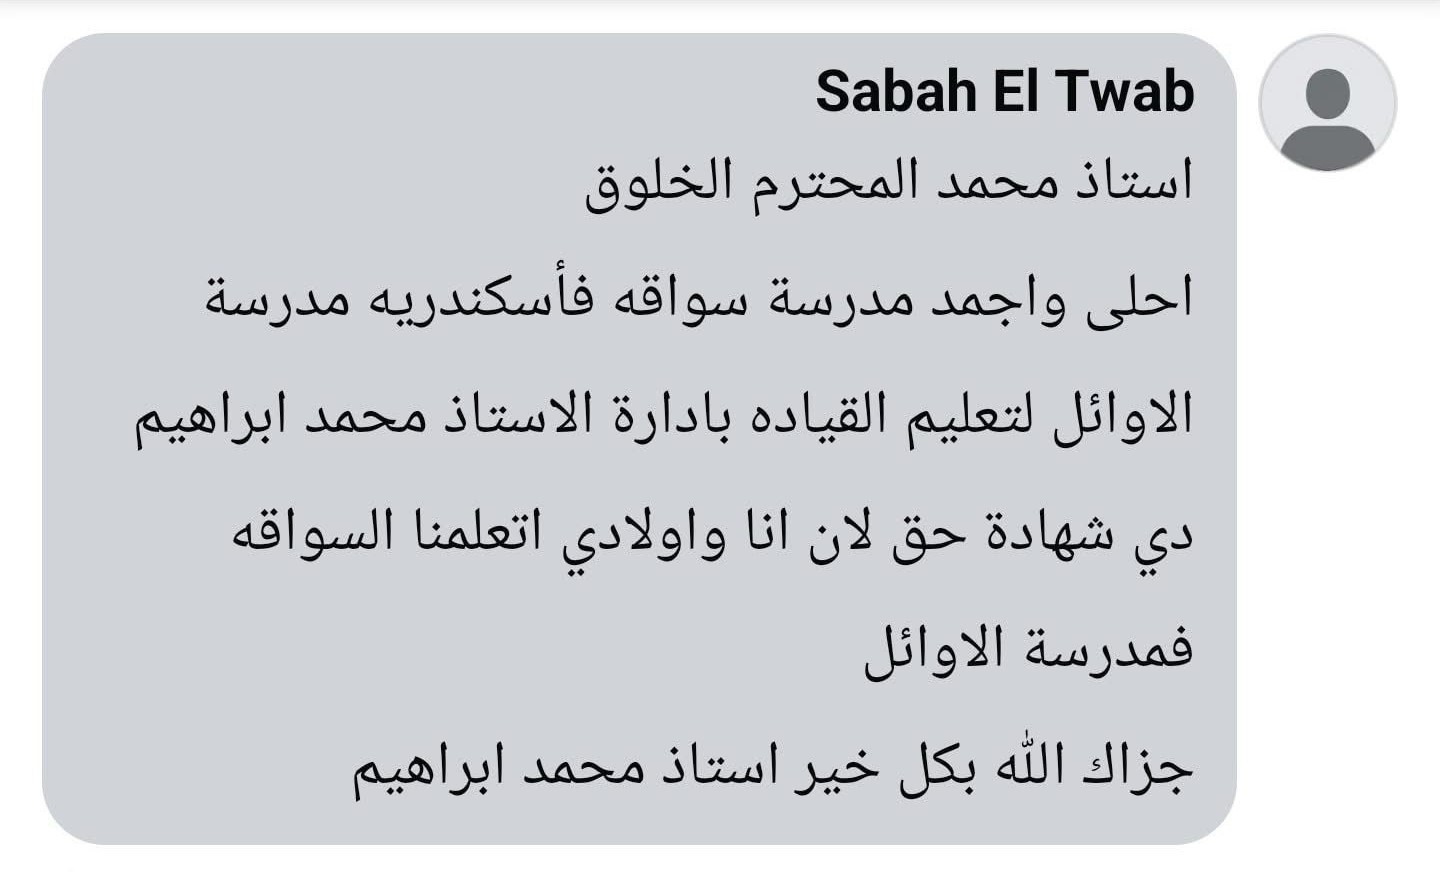 Sabah El Twab
استاذ محمد المحترم الخلوق
احلى واجمد مدرسة سواقه فأسكندريه مدرسة
الاوائل لتعليم القياده بادارة الاستاذ محمد ابراهيم
دي شهادة حق لان انا واولادي اتعلمنا السواقه
فمدرسة الاوائل
جزاك الله بكل خير استاذ محمد ابراهيم